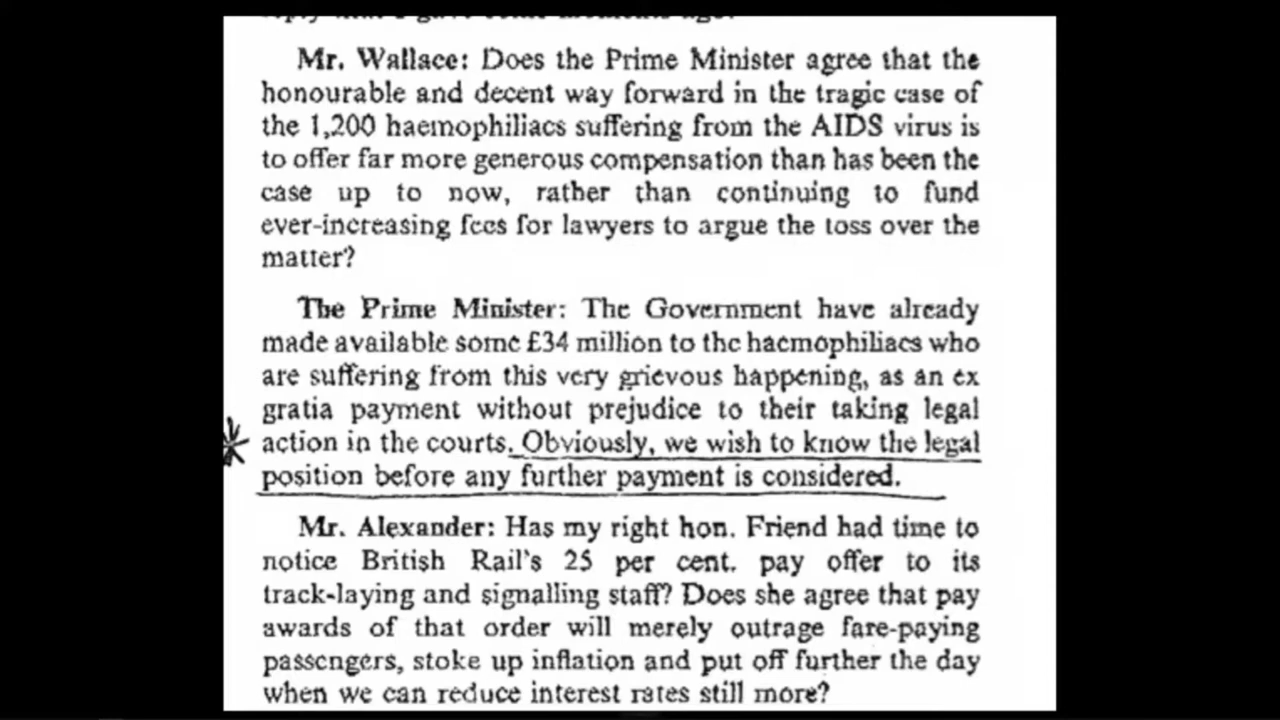 reply that I gave some moments ago.
Mr. Wallace: Does the Prime Minister agree that the
honourable and decent way forward in the tragic case of
the 1,200 haemophiliacs suffering from the AIDS virus is
to offer far more generous compensation than has been the
case up to now, rather than continuing to fund
ever-increasing fees for lawyers to argue the toss over the
matter?
The Prime Minister: The Government have already
made available some £34 million to the haemophiliacs who
are suffering from this very grievous happening, as an ex
gratia payment without prejudice to their taking legal
action in the courts. Obviously, we wish to know the legal
position before any further payment is considered.
Mr. Alexander: Has my right hon. Friend had time to
notice British Rail's 25 per cent. pay offer to its
track-laying and signalling staff? Does she agree that pay
awards of that order will merely outrage fare-paying
passengers, stoke up inflation and put off further the day
when we can reduce interest rates still more?